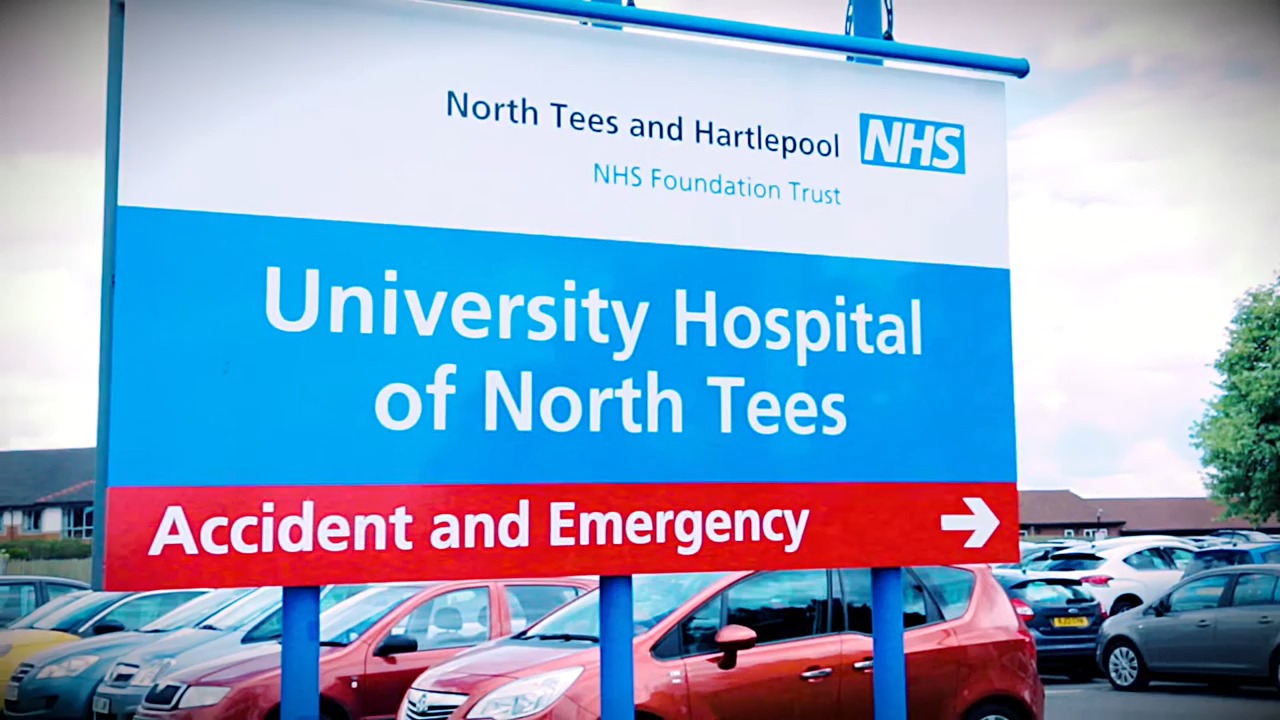 North Tees and Hartlepool NHS
NHS Foundation Trust
University Hospital
of North Tees
Accident and Emergency